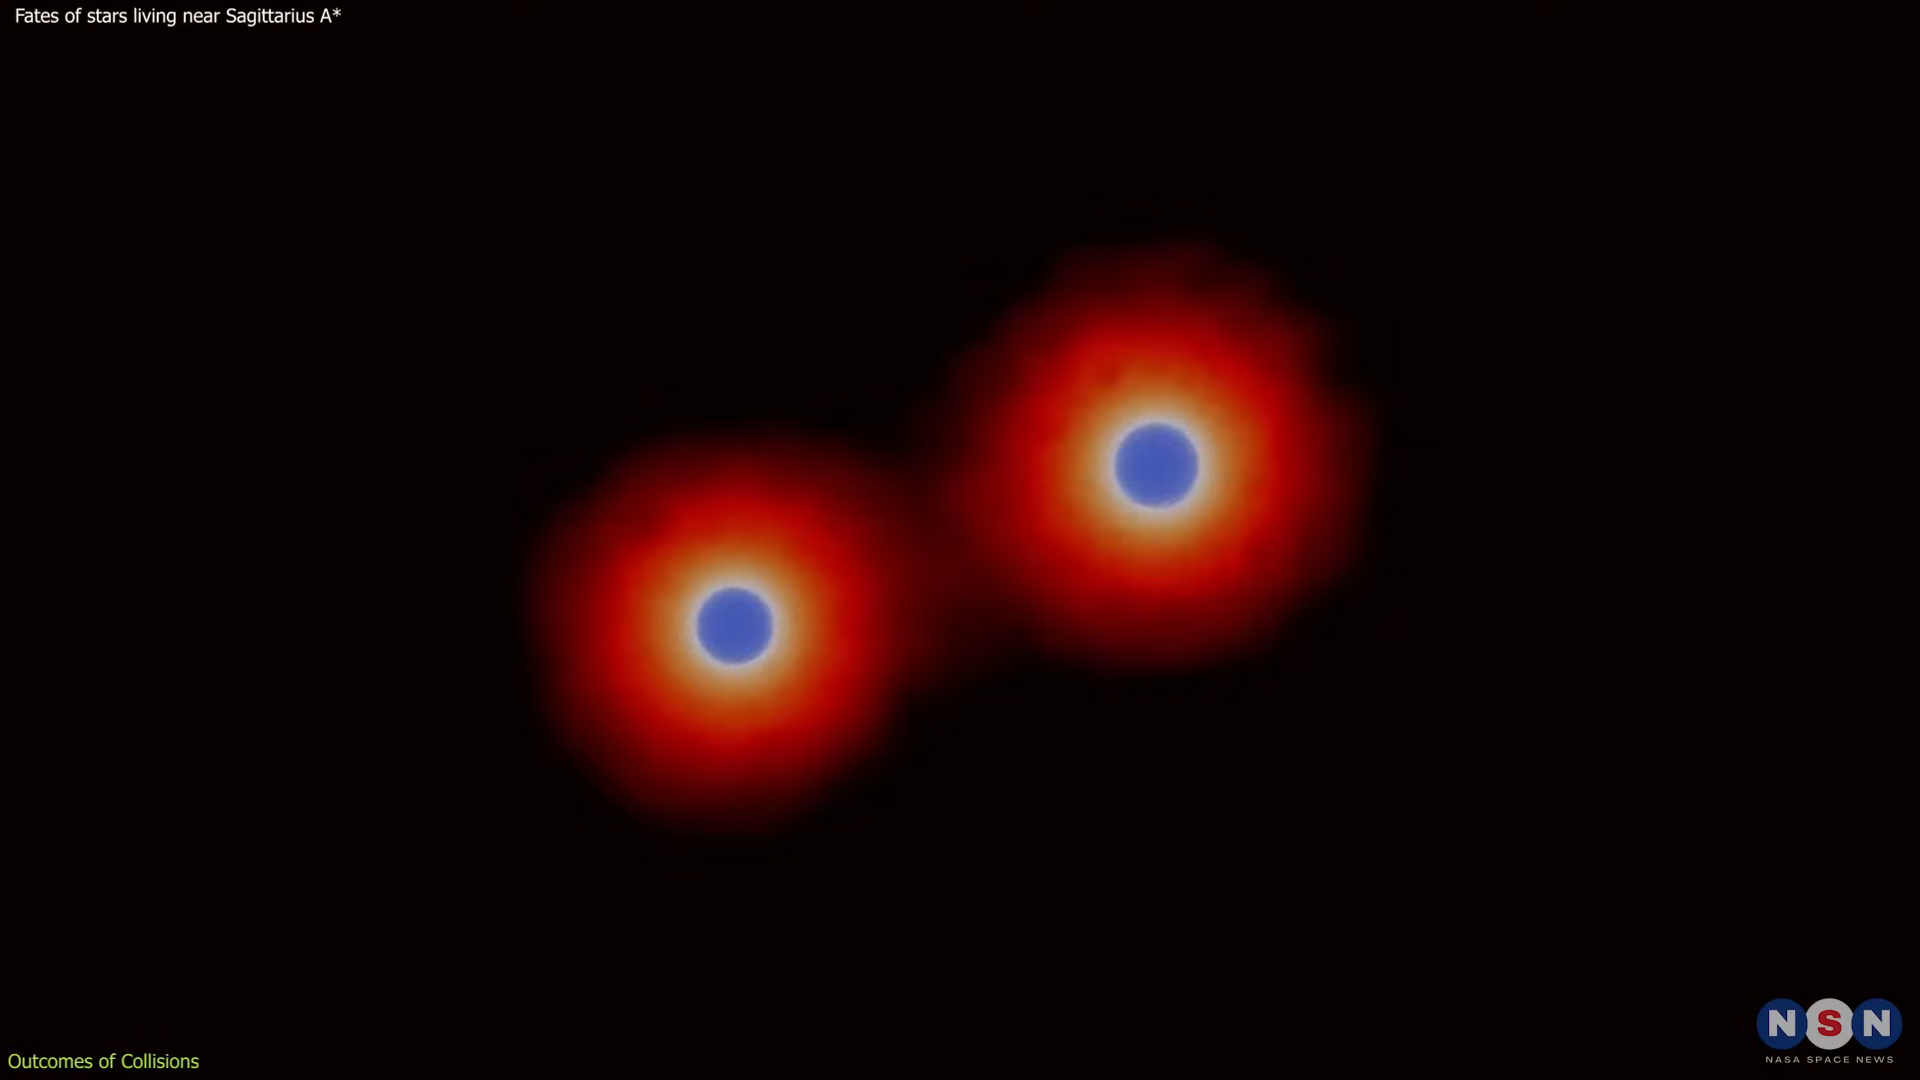 Fates of stars living near Sagittarius A*
NSN
NASA SPACE NEWS
Outcomes of Collisions